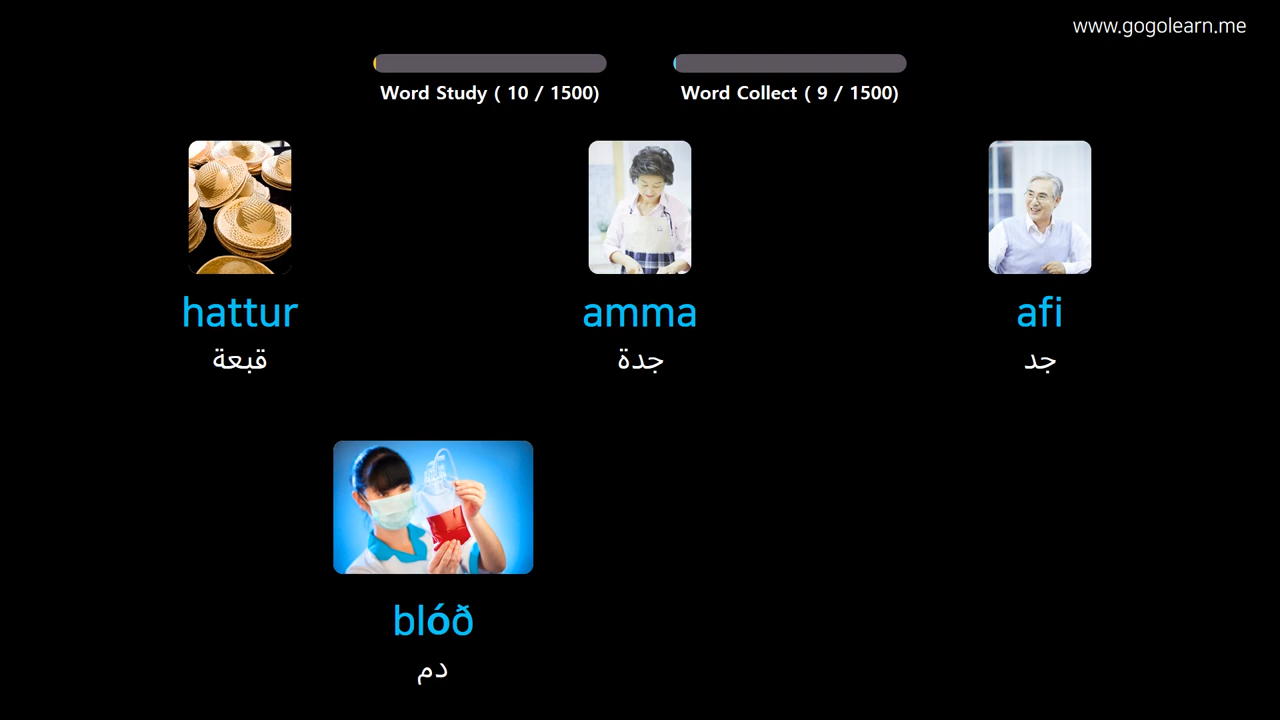 www.gogolearn.me
Word Study ( 10 / 1500)
Word Collect ( 9 / 1500)
hattur
قبعة
amma
جدة
afi
جد
blóð
دم